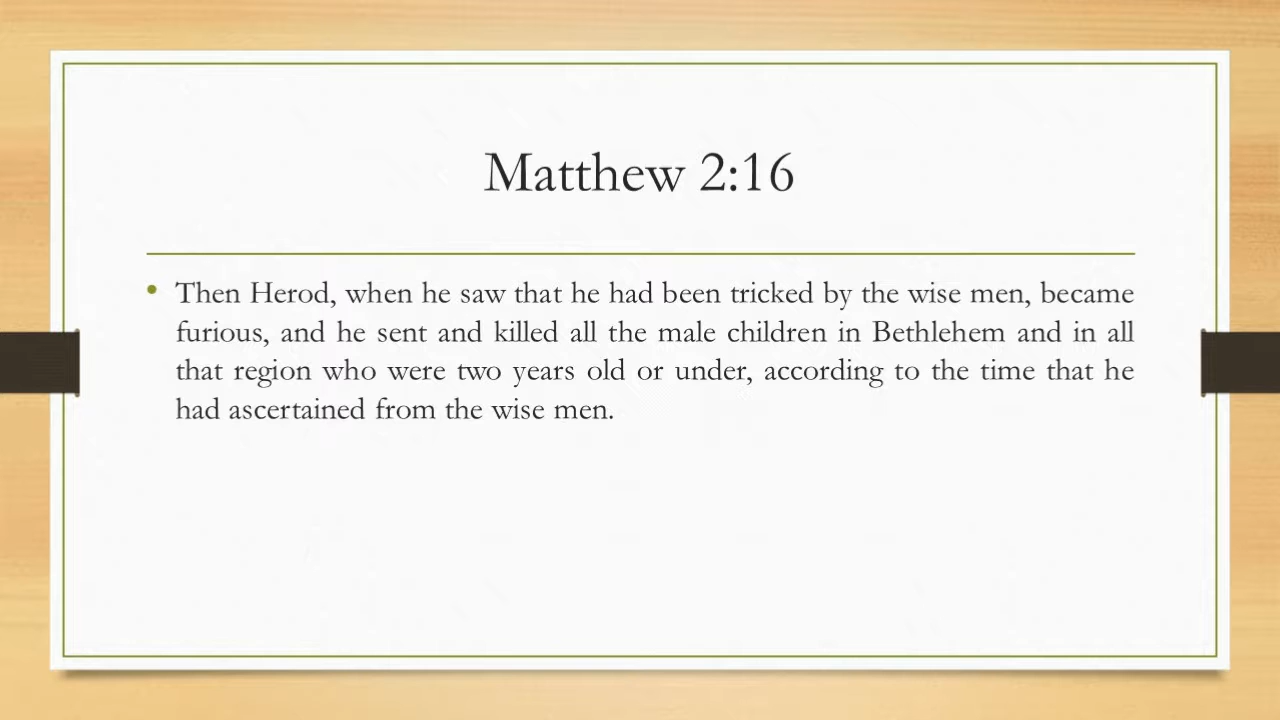 Matthew 2:16
• Then Herod, when he saw that he had been tricked by the wise men, became
furious, and he sent and killed all the male children in Bethlehem and in all
that region who were two years old or under, according to the time that he
had ascertained from the wise men.